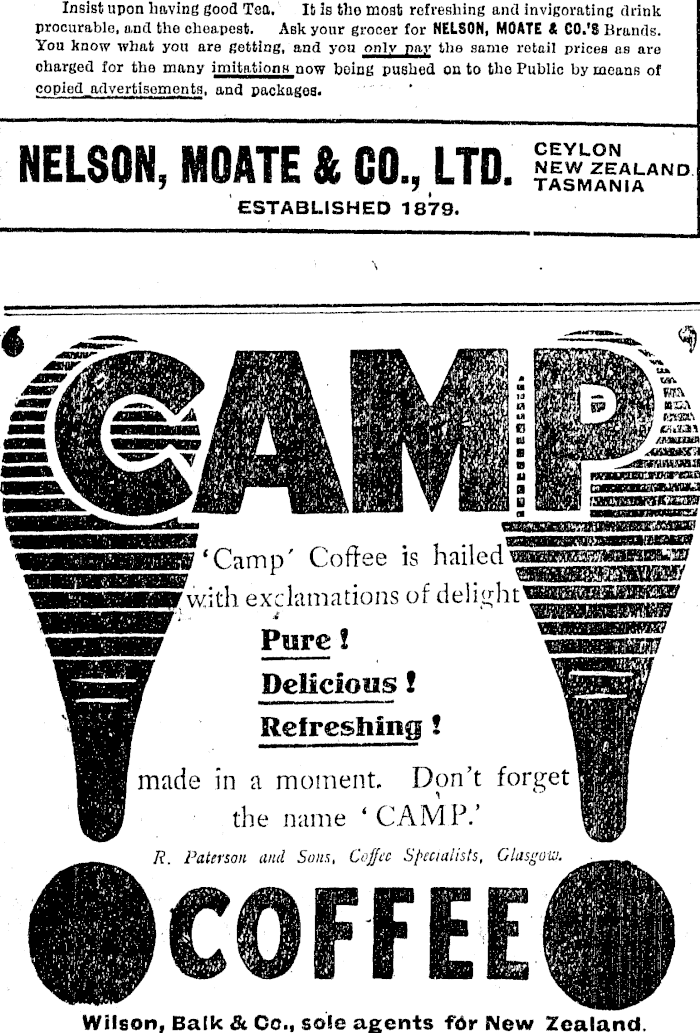 Insist upon having good Tea. It is the most refreshing and invigorating drink
procurable, and the cheapest. Ask your grocer for NELSON, MOATE & CO.'S Brands.
You know what you are getting, and you only pay the same retail prices as are
charged for the many imitations now being pushed on to the Public by means of
copied advertisements, and packages.
NELSON, MOATE & CO., LTD.
CEYLON
NEW ZEALAND
TASMANIA
ESTABLISHED 1879.
‘CAMP’
‘Camp’ Coffee is hailed
with exclamations of delight
Pure !
Delicious !
Refreshing !
made in a moment. Don't forget
the name ‘CAMP.’
R. Paterson and Sons, Coffee Specialists, Glasgow.
COFFEE
Wilson, Balk & Co., sole agents for New Zealand.